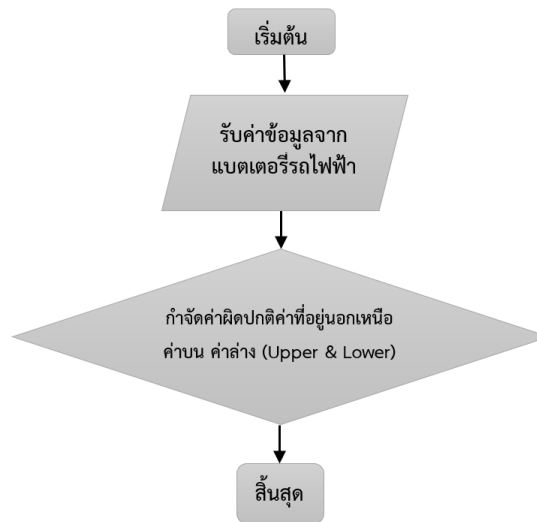 เริ่มต้น
รับค่าข้อมูลจาก
แบตเตอรี่รถไฟฟ้า
กำจัดค่าผิดปกติค่าที่อยู่นอกเหนือ
ค่าบน ค่าล่าง (Upper & Lower)
สิ้นสุด